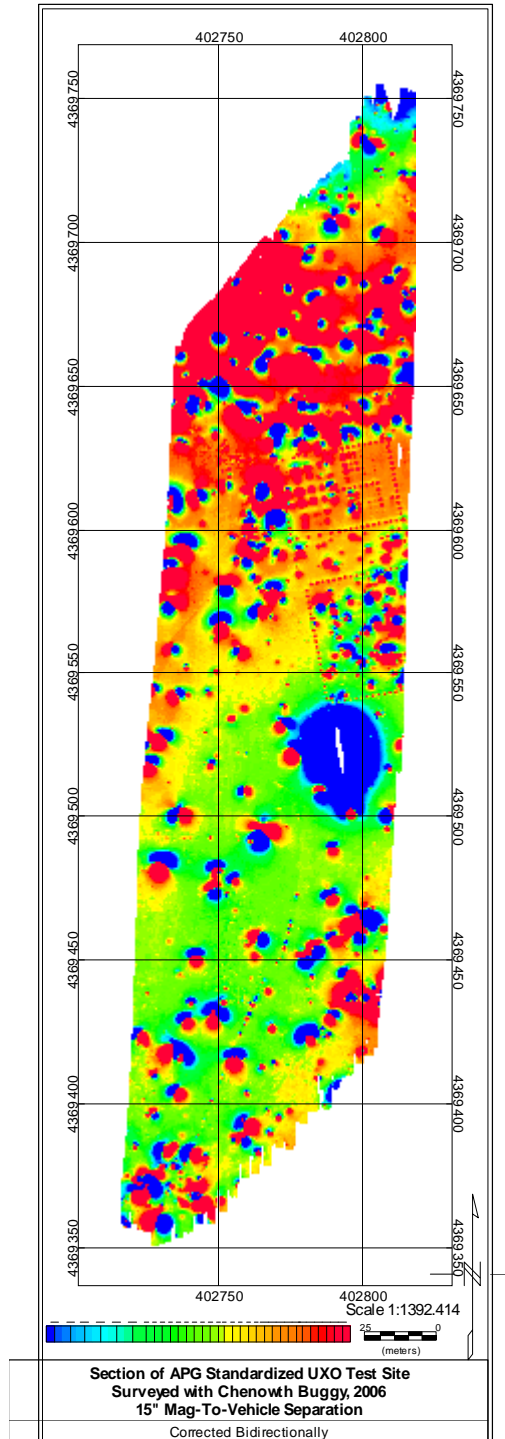 402750 402800
4369750 4369750
4369700 4369700
4369650 4369650
4369600 4369600
4369550 4369550
4369500 4369500
4369450 4369450
4369400 4369400
4369350 4369350
402750 402800
Scale 1:1392.414
25 0
(meters)
Section of APG Standardized UXO Test Site
Surveyed with Chenowth Buggy, 2006
15" Mag-To-Vehicle Separation
Corrected Bidirectionally